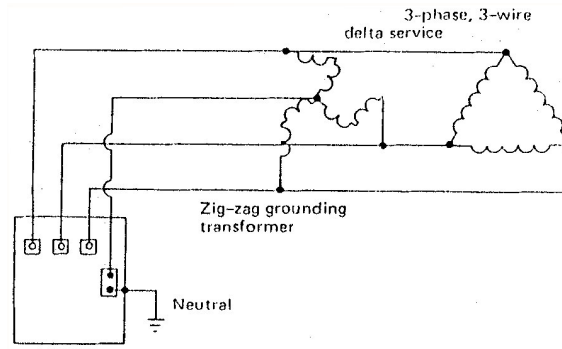 3-phase, 3-wire
delta service
Zig-zag grounding
transformer
Neutral